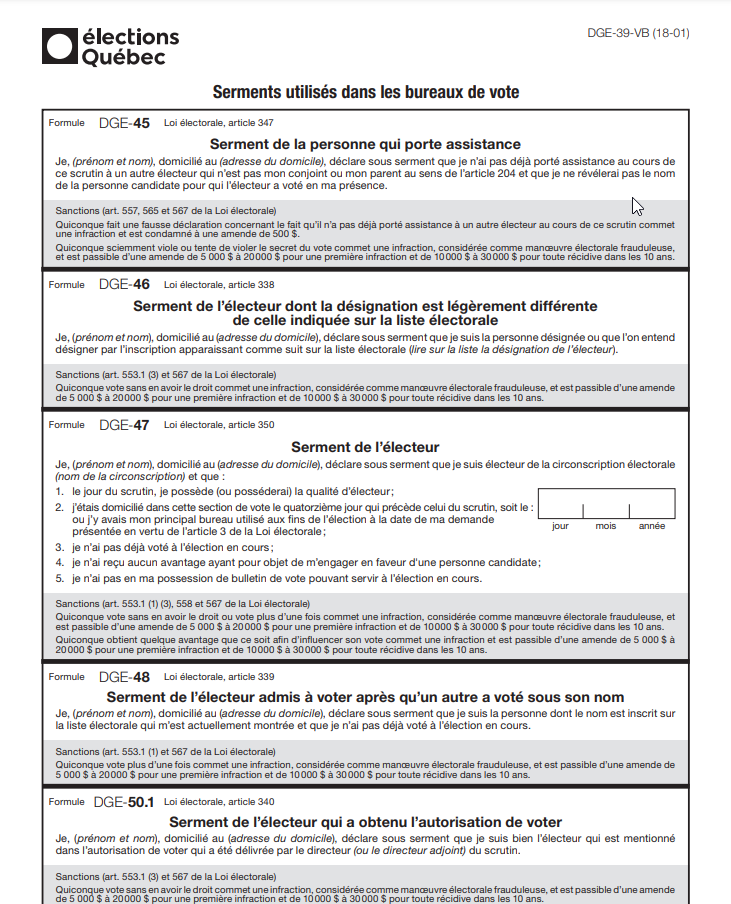 élections
Québec
DGE-39-VB (18-01)
Serments utilisés dans les bureaux de vote
Formule DGE-45 Loi électorale, article 347
Serment de la personne qui porte assistance
Je, (prénom et nom), domicilié au (adresse du domicile), déclare sous serment que je n'ai pas déjà porté assistance au cours de
ce scrutin à un autre électeur qui n'est pas mon conjoint ou mon parent au sens de l'article 204 et que je ne révélerai pas le nom
de la personne candidate pour qui l'électeur a voté en ma présence.
Sanctions (art. 557, 565 et 567 de la Loi électorale)
Quiconque fait une fausse déclaration concernant le fait qu'il n'a pas déjà porté assistance à un autre électeur au cours de ce scrutin commet
une infraction et est condamné à une amende de 500 $.
Quiconque sciemment viole ou tente de violer le secret du vote commet une infraction, considérée comme manœuvre électorale frauduleuse,
et est passible d'une amende de 5 000 $ à 20 000 $ pour une première infraction et de 10 000 $ à 30 000 $ pour toute récidive dans les 10 ans.
Formule DGE-46 Loi électorale, article 338
Serment de l'électeur dont la désignation est légèrement différente
de celle indiquée sur la liste électorale
Je, (prénom et nom), domicilié au (adresse du domicile), déclare sous serment que je suis la personne désignée ou que l'on entend
désigner par l'inscription apparaissant comme suit sur la liste électorale (lire sur la liste la désignation de l'électeur).
Sanctions (art. 553.1 (3) et 567 de la Loi électorale)
Quiconque vote sans en avoir le droit commet une infraction, considérée comme manœuvre électorale frauduleuse, et est passible d'une amende
de 5 000 $ à 20 000 $ pour une première infraction et de 10 000 $ à 30 000 $ pour toute récidive dans les 10 ans.
Formule DGE-47 Loi électorale, article 350
Serment de l'électeur
Je, (prénom et nom), domicilié au (adresse du domicile), déclare sous serment que je suis électeur de la circonscription électorale
(nom de la circonscription) et que :
1. le jour du scrutin, je possède (ou posséderai) la qualité d'électeur;
2. j'étais domicilié dans cette section de vote le quatorzième jour qui précède celui du scrutin, soit le :
ou j'y avais mon principal bureau utilisé aux fins de l'élection à la date de ma demande
présentée en vertu de l'article 3 de la Loi électorale;
jour mois année
3. je n'ai pas déjà voté à l'élection en cours;
4. je n'ai reçu aucun avantage ayant pour objet de m'engager en faveur d'une personne candidate;
5. je n'ai pas en ma possession de bulletin de vote pouvant servir à l'élection en cours.
Sanctions (art. 553.1 (1) (3), 558 et 567 de la Loi électorale)
Quiconque vote sans en avoir le droit ou vote plus d'une fois commet une infraction, considérée comme manœuvre électorale frauduleuse, et
est passible d'une amende de 5 000 $ à 20 000 $ pour une première infraction et de 10 000 $ à 30 000 $ pour toute récidive dans les 10 ans.
Quiconque obtient quelque avantage que ce soit afin d'influencer son vote commet une infraction et est passible d'une amende de 5 000 $ à
20 000 $ pour une première infraction et de 10 000 $ à 30 000 $ pour toute récidive dans les 10 ans.
Formule DGE-48 Loi électorale, article 339
Serment de l'électeur admis à voter après qu'un autre a voté sous son nom
Je, (prénom et nom), domicilié au (adresse du domicile), déclare sous serment que je suis la personne dont le nom est inscrit sur
la liste électorale qui m'est actuellement montrée et que je n'ai pas déjà voté à l'élection en cours.
Sanctions (art. 553.1 (1) et 567 de la Loi électorale)
Quiconque vote plus d'une fois commet une infraction, considérée comme manœuvre électorale frauduleuse, et est passible d'une amende de
5 000 $ à 20 000 $ pour une première infraction et de 10 000 $ à 30 000 $ pour toute récidive dans les 10 ans.
Formule DGE-50.1 Loi électorale, article 340
Serment de l'électeur qui a obtenu l'autorisation de voter
Je, (prénom et nom), domicilié au (adresse du domicile), déclare sous serment que je suis bien l'électeur qui est mentionné
dans l'autorisation de voter qui a été délivrée par le directeur (ou le directeur adjoint) du scrutin.
Sanctions (art. 553.1 (3) et 567 de la Loi électorale)
Quiconque vote sans en avoir le droit commet une infraction, considérée comme manœuvre électorale frauduleuse, et est passible d'une amende
de 5 000 $ à 20 000 $ pour une première infraction et de 10 000 $ à 30 000 $ pour toute récidive dans les 10 ans.